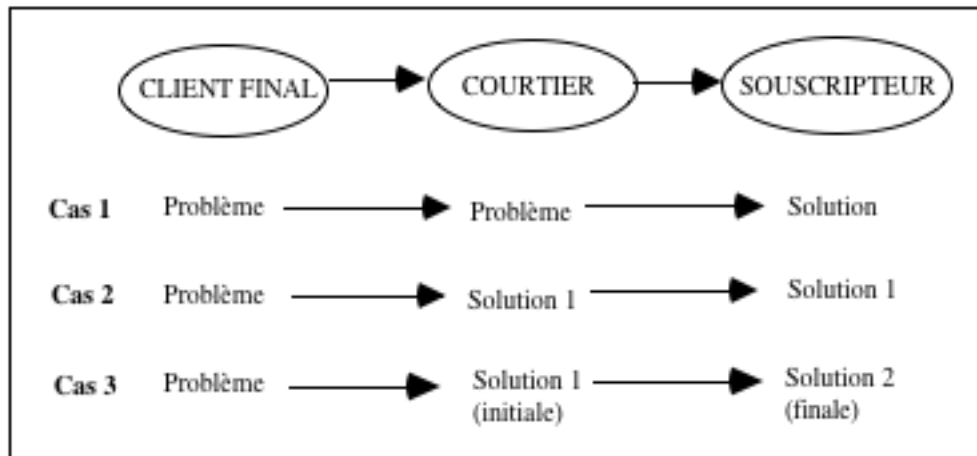 CLIENT FINAL COURTIER SOUSCRIPTEUR
Cas 1 Problème Problème Solution
Cas 2 Problème Solution 1 Solution 1
Cas 3 Problème Solution 1 Solution 2
(initiale) (finale)